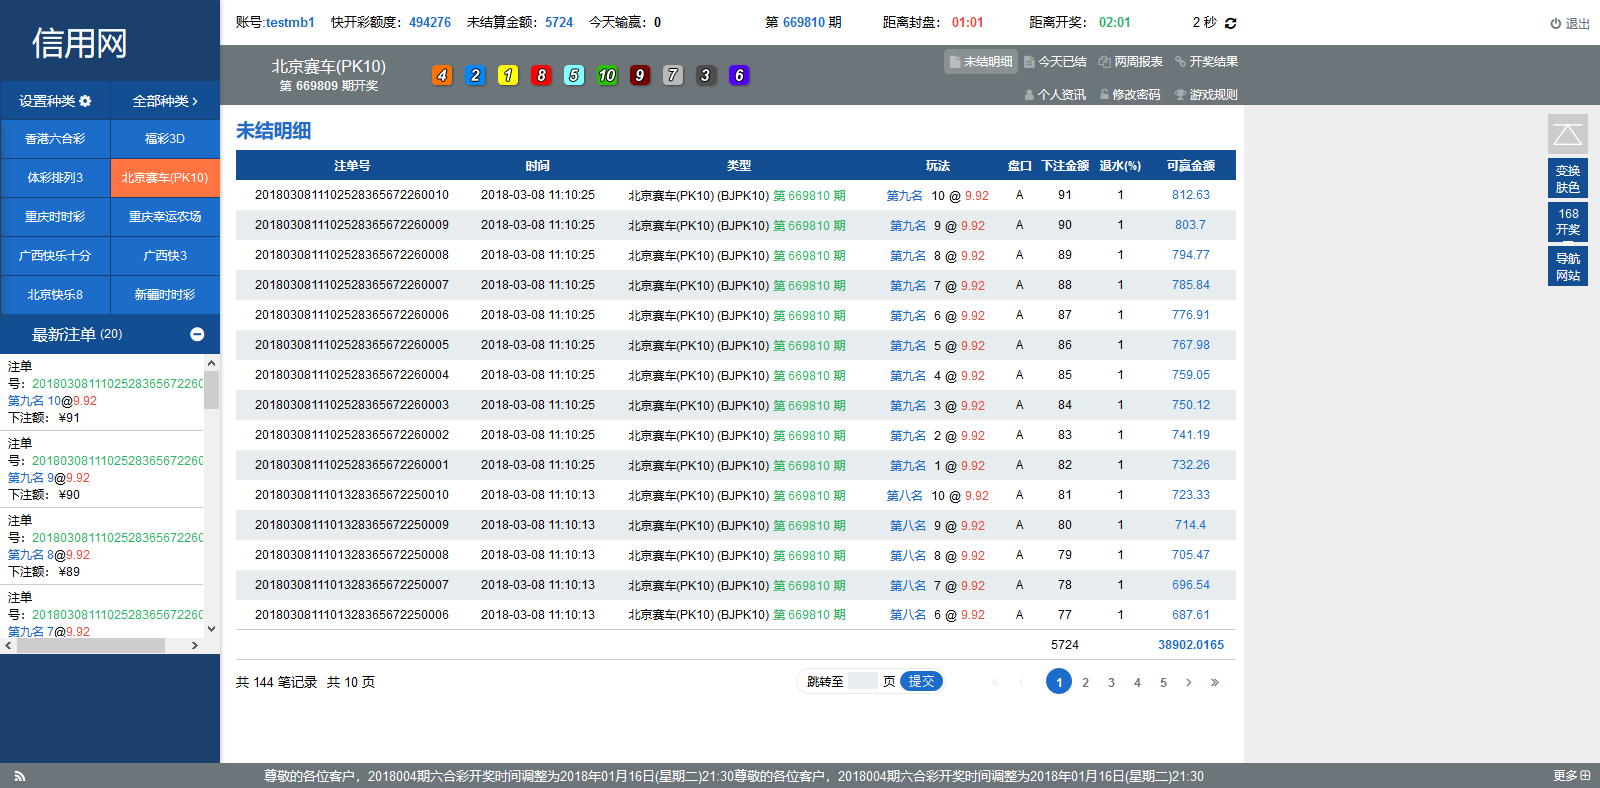 信用网
账号:testmb1 快开彩额度: 494276 未结算金额: 5724 今天输赢: 0 第 669810 期 距离封盘: 01:01 距离开奖: 02:01 2 秒 退出
北京赛车(PK10)
第 669809 期开奖
4 2 1 8 5 10 9 7 3 6
未结明细 今天已结 两周报表 开奖结果
个人资讯 修改密码 游戏规则
设置种类 全部种类
香港六合彩 福彩3D
体彩排列3 北京赛车(PK10)
重庆时时彩 重庆幸运农场
广西快乐十分 广西快3
北京快乐8 新疆时时彩
最新注单 (20)
注单
号: 20180308111025283656722600
第九名 10@9.92
下注额: ¥91
注单
号: 20180308111025283656722600
第九名 9@9.92
下注额: ¥90
注单
号: 20180308111025283656722600
第九名 8@9.92
下注额: ¥89
注单
号: 20180308111025283656722600
第九名 7@9.92
未结明细
注单号 时间 类型 玩法 盘口 下注金额 退水(%) 可赢金额
2018030811102528365672260010 2018-03-08 11:10:25 北京赛车(PK10) (BJPK10) 第 669810 期 第九名 10 @ 9.92 A 91 1 812.63
2018030811102528365672260009 2018-03-08 11:10:25 北京赛车(PK10) (BJPK10) 第 669810 期 第九名 9 @ 9.92 A 90 1 803.7
2018030811102528365672260008 2018-03-08 11:10:25 北京赛车(PK10) (BJPK10) 第 669810 期 第九名 8 @ 9.92 A 89 1 794.77
2018030811102528365672260007 2018-03-08 11:10:25 北京赛车(PK10) (BJPK10) 第 669810 期 第九名 7 @ 9.92 A 88 1 785.84
2018030811102528365672260006 2018-03-08 11:10:25 北京赛车(PK10) (BJPK10) 第 669810 期 第九名 6 @ 9.92 A 87 1 776.91
2018030811102528365672260005 2018-03-08 11:10:25 北京赛车(PK10) (BJPK10) 第 669810 期 第九名 5 @ 9.92 A 86 1 767.98
2018030811102528365672260004 2018-03-08 11:10:25 北京赛车(PK10) (BJPK10) 第 669810 期 第九名 4 @ 9.92 A 85 1 759.05
2018030811102528365672260003 2018-03-08 11:10:25 北京赛车(PK10) (BJPK10) 第 669810 期 第九名 3 @ 9.92 A 84 1 750.12
2018030811102528365672260002 2018-03-08 11:10:25 北京赛车(PK10) (BJPK10) 第 669810 期 第九名 2 @ 9.92 A 83 1 741.19
2018030811102528365672260001 2018-03-08 11:10:25 北京赛车(PK10) (BJPK10) 第 669810 期 第九名 1 @ 9.92 A 82 1 732.26
2018030811101328365672250010 2018-03-08 11:10:13 北京赛车(PK10) (BJPK10) 第 669810 期 第八名 10 @ 9.92 A 81 1 723.33
2018030811101328365672250009 2018-03-08 11:10:13 北京赛车(PK10) (BJPK10) 第 669810 期 第八名 9 @ 9.92 A 80 1 714.4
2018030811101328365672250008 2018-03-08 11:10:13 北京赛车(PK10) (BJPK10) 第 669810 期 第八名 8 @ 9.92 A 79 1 705.47
2018030811101328365672250007 2018-03-08 11:10:13 北京赛车(PK10) (BJPK10) 第 669810 期 第八名 7 @ 9.92 A 78 1 696.54
2018030811101328365672250006 2018-03-08 11:10:13 北京赛车(PK10) (BJPK10) 第 669810 期 第八名 6 @ 9.92 A 77 1 687.61
5724 38902.0165
共 144 笔记录 共 10 页 跳转至 页 提交 « ‹ 1 2 3 4 5 › »
变换
肤色
168
开奖
导航
网站
尊敬的各位客户，2018004期六合彩开奖时间调整为2018年01月16日(星期二)21:30尊敬的各位客户，2018004期六合彩开奖时间调整为2018年01月16日(星期二)21:30 更多